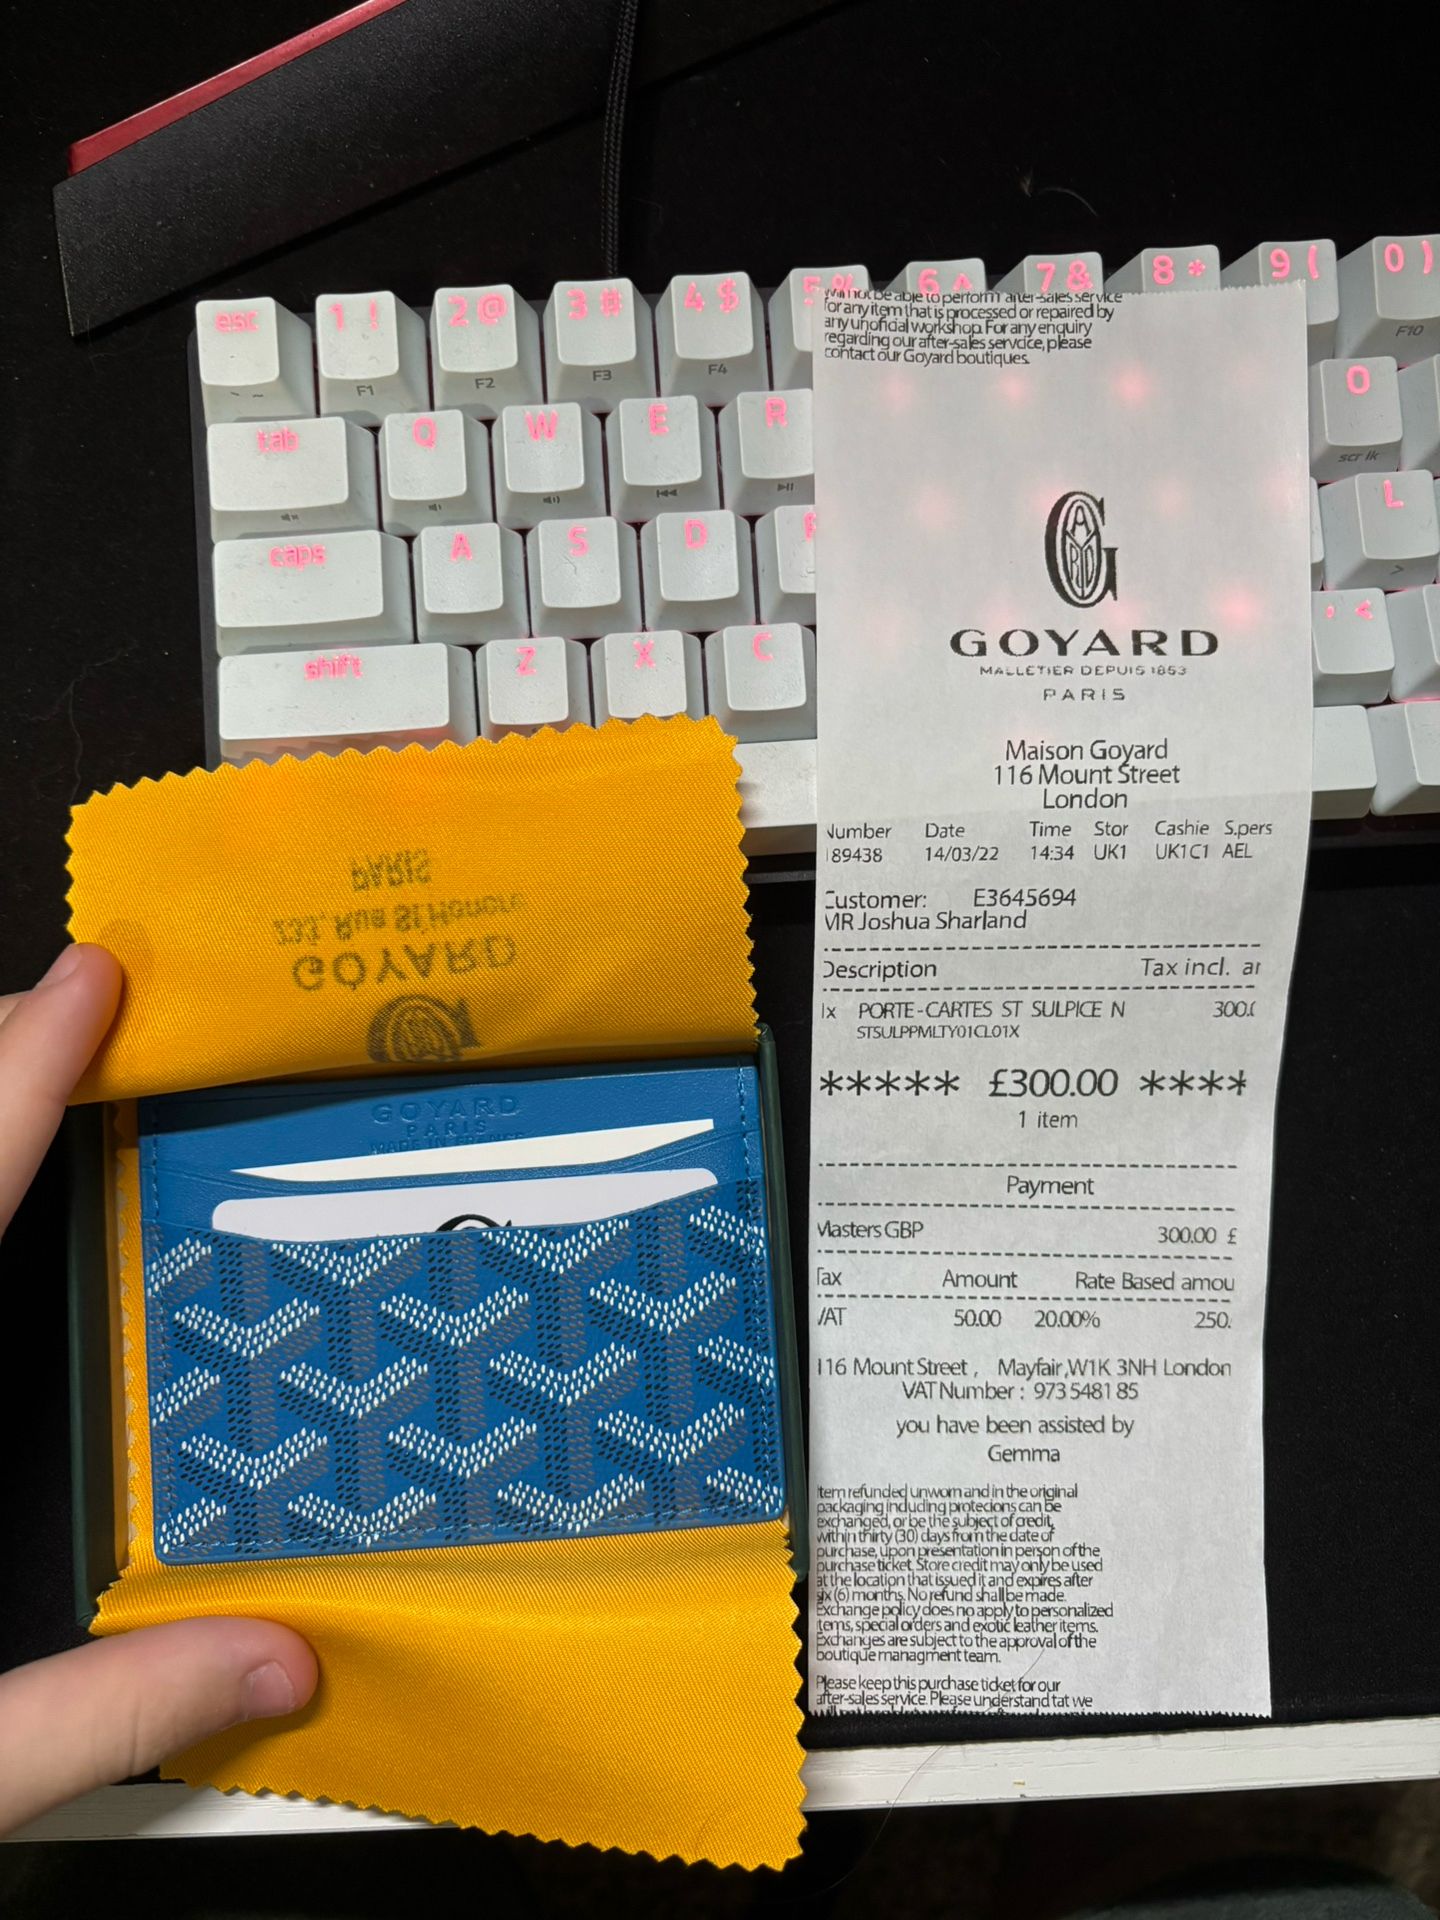 esc
1 !
2 @
3 #
4 $
5 %
6 ^
7 &
8 *
9 (
0 )
F1
F2
F3
F4
F10
tab
Q
W
E
R
O
scr lk
caps
A
S
D
L
shift
Z
X
C
will not be able to perform after-sales service
for any item that is processed or repaired by
any unoficial workshop. For any enquiry
regarding our after-sales servcice, please
contact our Goyard boutiques.
GOYARD
MALLETIER DEPUIS 1853
PARIS
Maison Goyard
116 Mount Street
London
Number Date Time Stor Cashie S.pers
189438 14/03/22 14:34 UK1 UK1C1 AEL
Customer: E3645694
MR Joshua Sharland
Description Tax incl. ar
1x PORTE-CARTES ST SULPICE N 300.0
STSULPPMLTY01CL01X
***** £300.00 ****
1 item
Payment
Masters GBP 300.00 £
Tax Amount Rate Based amou
VAT 50.00 20.00% 250.
116 Mount Street , Mayfair,W1K 3NH London
VAT Number : 973 5481 85
you have been assisted by
Gemma
Item refunded unworn and in the original
packaging including protecions can be
exchanged, or be the subject of credit,
within thirty (30) days from the date of
purchase, upon presentation in person of the
purchase ticket. Store credit may only be used
at the location that issued it and expires after
six (6) months. No refund shall be made.
Exchange policy does no apply to personalized
items, special orders and exotic leather items.
Exchanges are subject to the approval of the
boutique managment team.
Please keep this purchase ticket for our
after-sales service. Please understand tat we
PARIS
233, Rue St Honoré
GOYARD
GOYARD
PARIS
MADE IN FRANCE